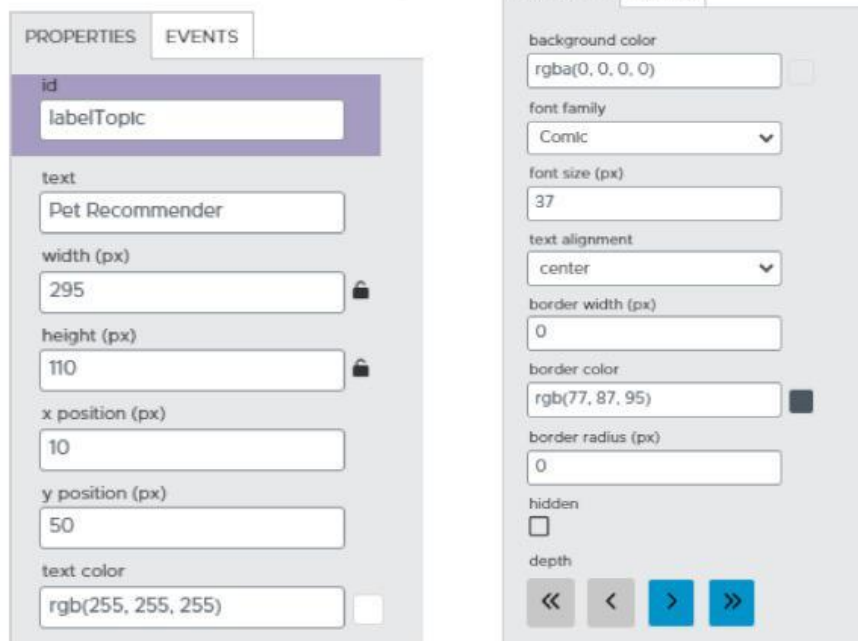 PROPERTIES EVENTS
id
labelTopic
text
Pet Recommender
width (px)
295
height (px)
110
x position (px)
10
y position (px)
50
text color
rgb(255, 255, 255)
background color
rgba(0, 0, 0, 0)
font family
Comic
font size (px)
37
text alignment
center
border width (px)
0
border color
rgb(77, 87, 95)
border radius (px)
0
hidden
depth
« < > »